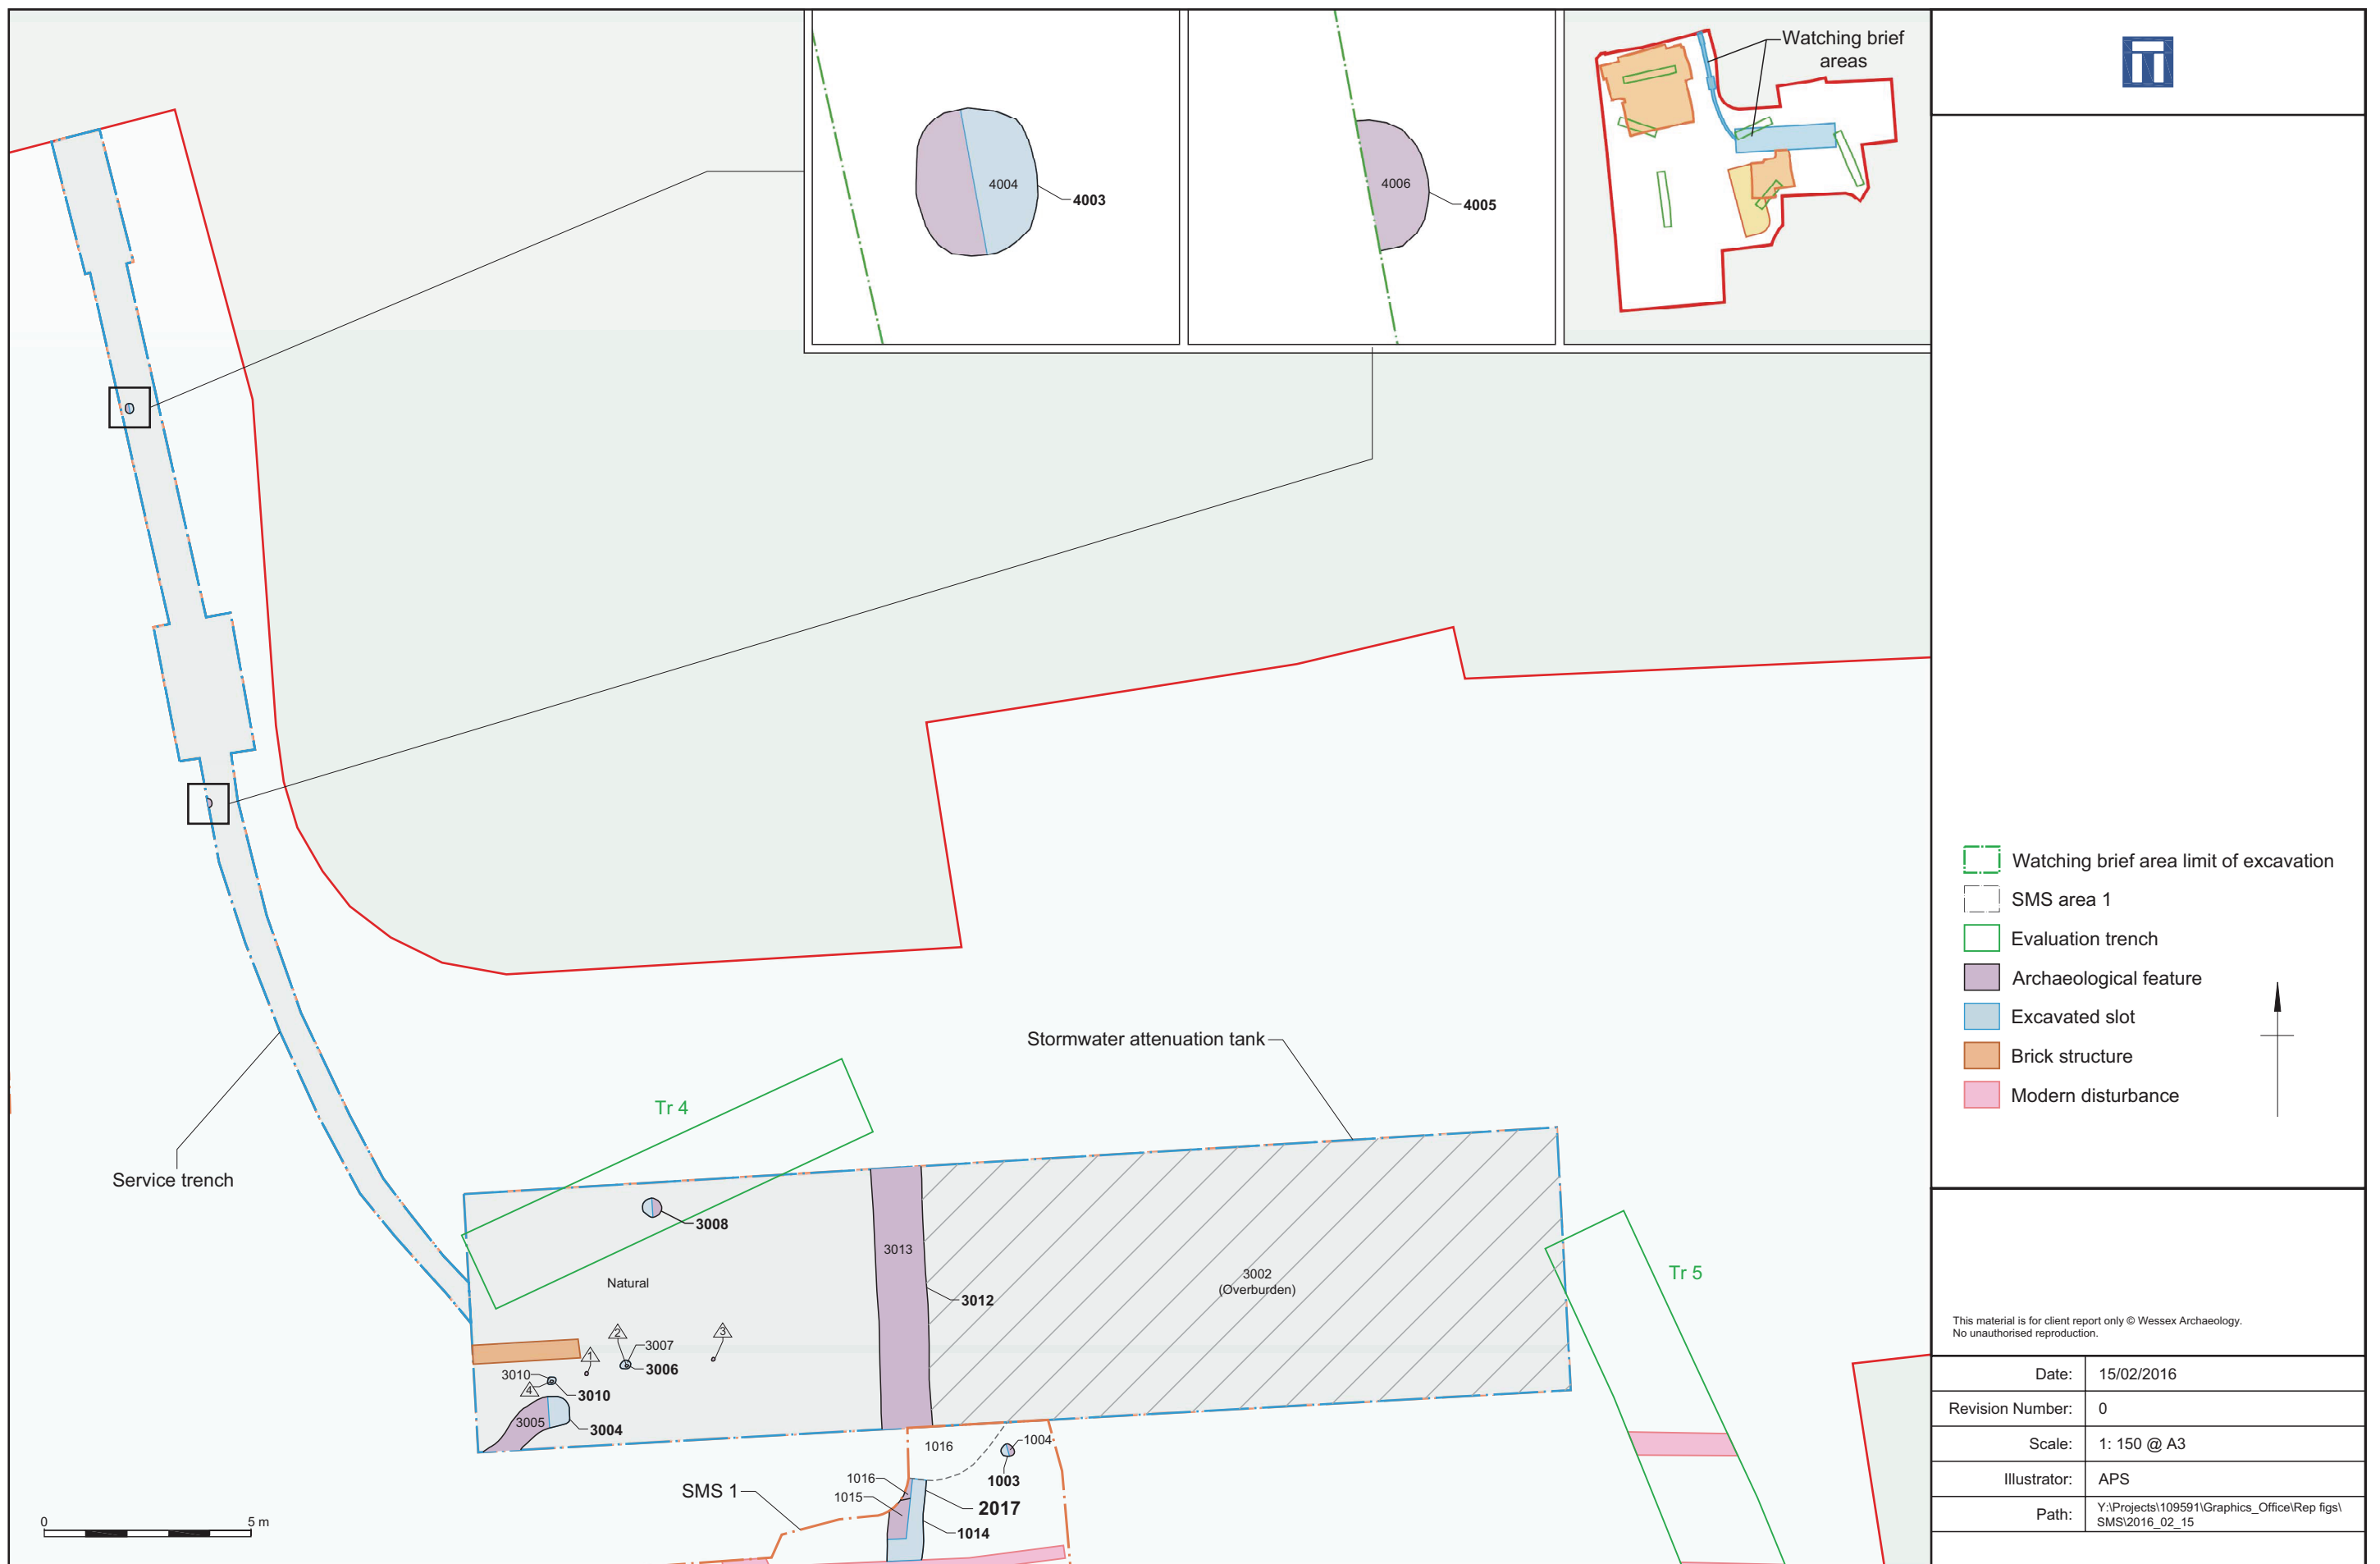 4004
4003
4006
4005
Watching brief
areas
Watching brief area limit of excavation
SMS area 1
Evaluation trench
Archaeological feature
Excavated slot
Brick structure
Modern disturbance
Stormwater attenuation tank
Tr 4
Service trench
3008
3013
Natural
3002
(Overburden)
Tr 5
3012
2
3
3007
1
3006
3010
4
3010
3005
3004
1016
1004
1003
1016
SMS 1
1015
2017
1014
0
5 m
This material is for client report only © Wessex Archaeology.
No unauthorised reproduction.
Date: 15/02/2016
Revision Number: 0
Scale: 1: 150 @ A3
Illustrator: APS
Path: Y:\Projects\109591\Graphics_Office\Rep figs\
SMS\2016_02_15